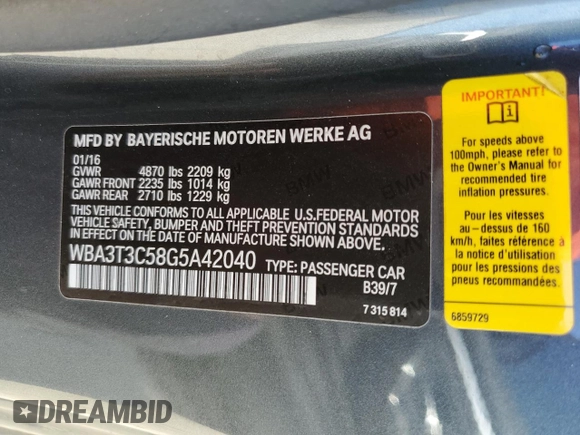 MFD BY BAYERISCHE MOTOREN WERKE AG
01/16
GVWR 4870 lbs 2209 kg
GAWR FRONT 2235 lbs 1014 kg
GAWR REAR 2710 lbs 1229 kg
THIS VEHICLE CONFORMS TO ALL APPLICABLE U.S.FEDERAL MOTOR
VEHICLE SAFETY, BUMPER AND THEFT PREVENTION STANDARDS
IN EFFECT ON THE DATE OF MANUFACTURE SHOWN ABOVE.
WBA3T3C58G5A42040 TYPE: PASSENGER CAR
B39/7
7 315 814
IMPORTANT!
For speeds above
100mph, please refer to
the Owner's Manual for
recommended tire
inflation pressures.
Pour les vitesses
au-dessus de 160
km/h, faites référence à
votre manuel d'utilisation
pour les pressions des
pneus recommandées.
6859729
DREAMBID